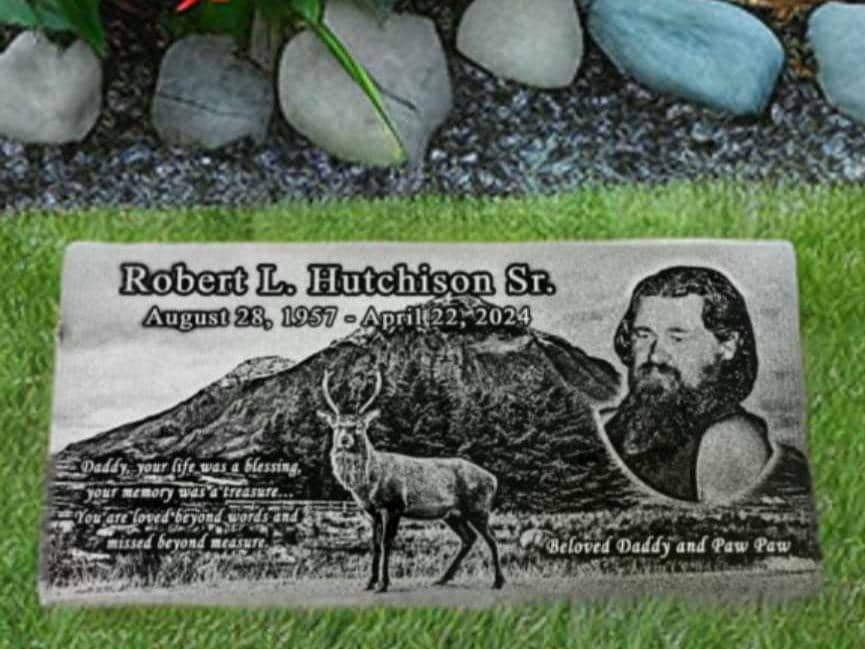 Robert L. Hutchison Sr.
August 28, 1957 - April 22, 2024
Daddy, your life was a blessing,
your memory was a treasure...
You are loved beyond words and
missed beyond measure.
Beloved Daddy and Paw Paw